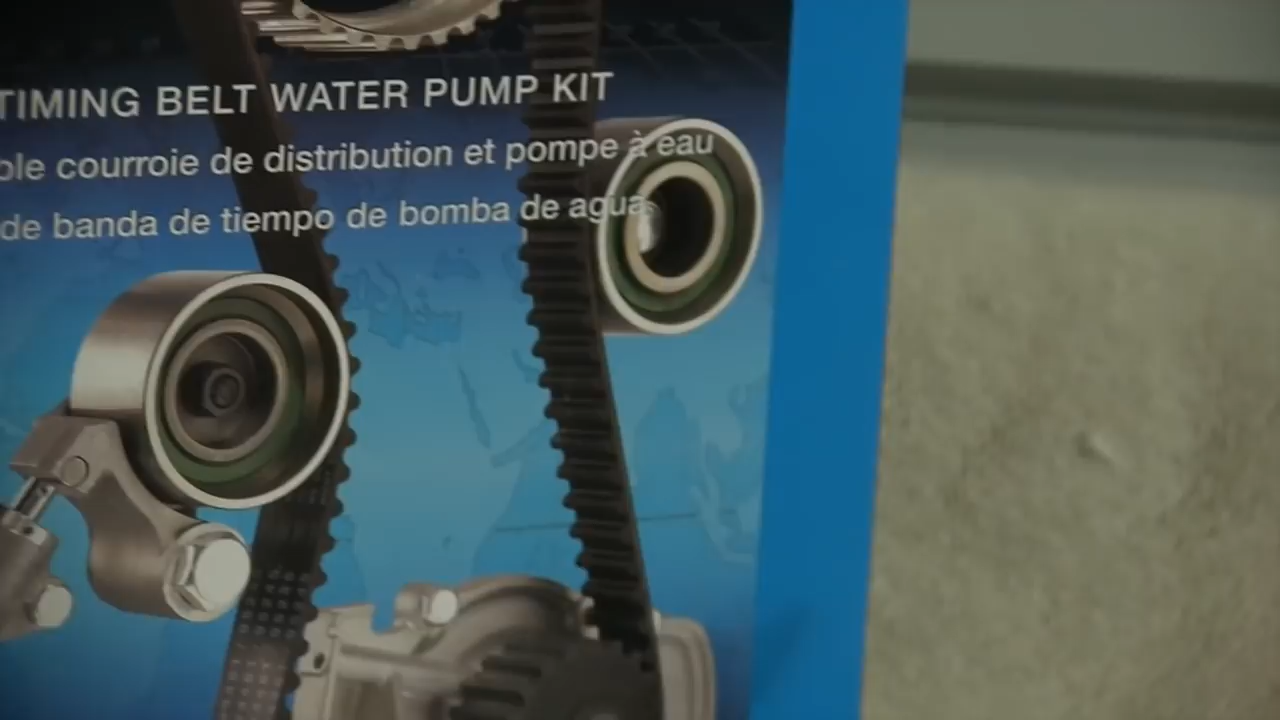 TIMING BELT WATER PUMP KIT
courroie de distribution et pompe à eau
de banda de tiempo de bomba de agua